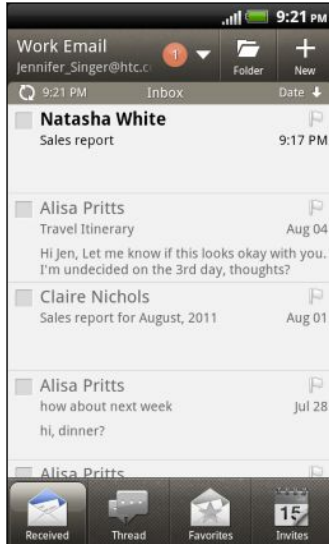 9:21 PM
Work Email
Jennifer_Singer@htc.c
1
Folder
New
9:21 PM Inbox Date
Natasha White
Sales report 9:17 PM
Alisa Pritts
Travel Itinerary Aug 04
Hi Jen, Let me know if this looks okay with you.
I'm undecided on the 3rd day, thoughts?
Claire Nichols
Sales report for August, 2011 Aug 01
Alisa Pritts
how about next week Jul 28
hi, dinner?
Alisa Pritts
Received Thread Favorites 15 Invites